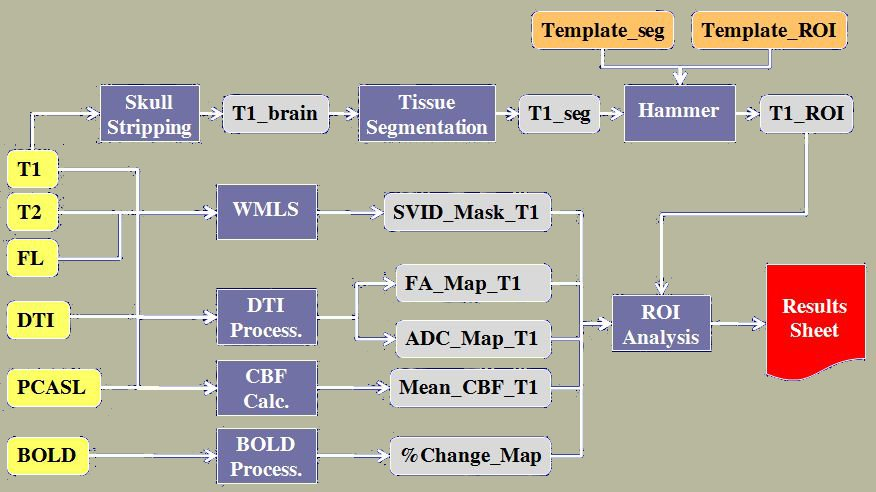 Template_seg
Template_ROI
Skull
Stripping
T1_brain
Tissue
Segmentation
T1_seg
Hammer
T1_ROI
T1
T2
WMLS
SVID_Mask_T1
FL
FA_Map_T1
DTI
DTI
Process.
ADC_Map_T1
ROI
Analysis
Results
Sheet
PCASL
CBF
Calc.
Mean_CBF_T1
BOLD
BOLD
Process.
%Change_Map